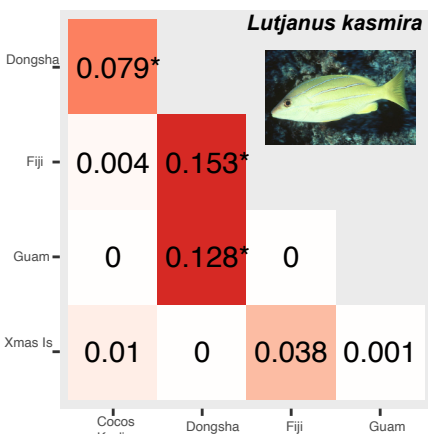 Lutjanus kasmira
Dongsha 0.079*
Fiji 0.004 0.153*
Guam 0 0.128* 0
Xmas Is 0.01 0 0.038 0.001
Cocos Dongsha Fiji Guam